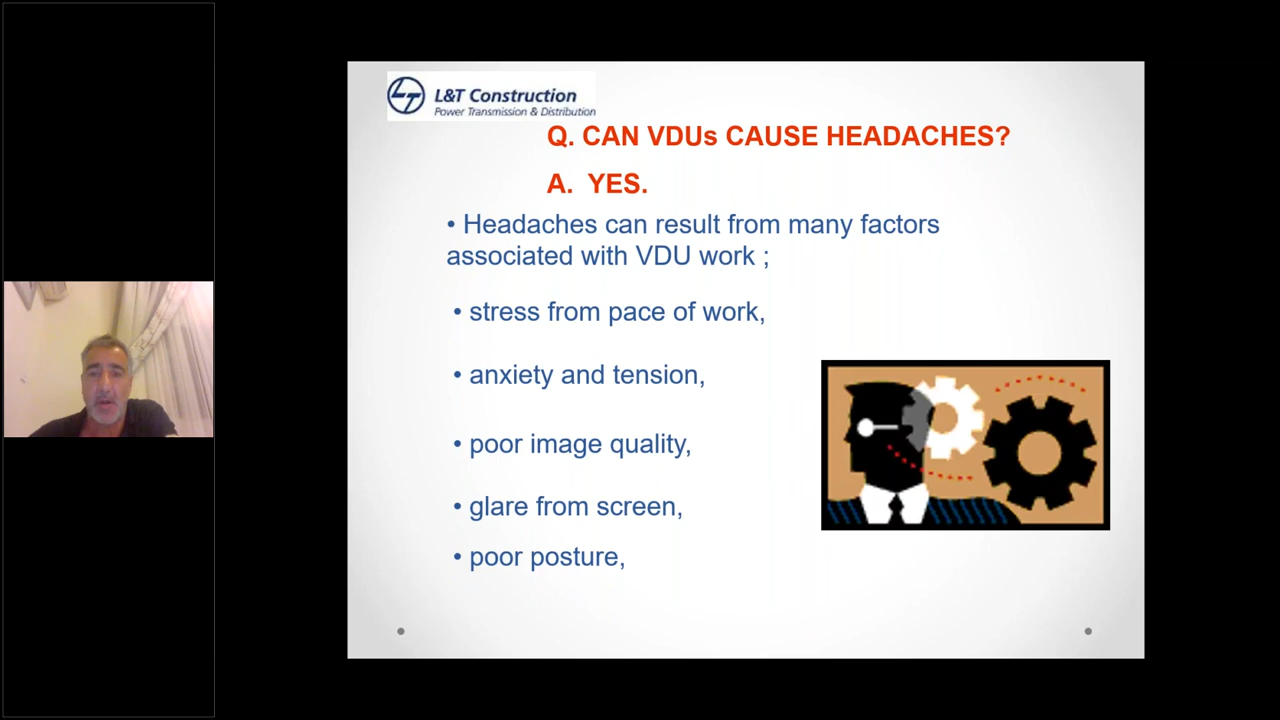 L&T Construction
Power Transmission & Distribution
Q. CAN VDUs CAUSE HEADACHES?
A. YES.
• Headaches can result from many factors
associated with VDU work ;
• stress from pace of work,
• anxiety and tension,
• poor image quality,
• glare from screen,
• poor posture,